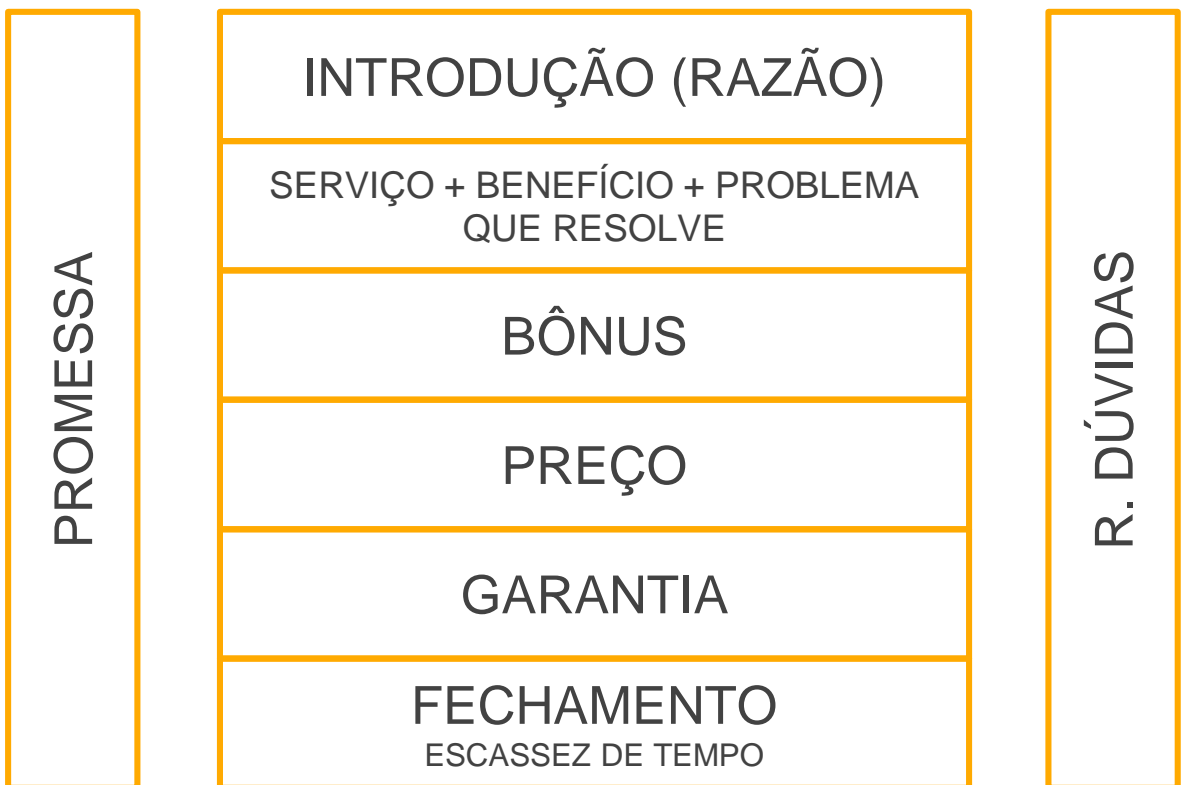 PROMESSA
INTRODUÇÃO (RAZÃO)
SERVIÇO + BENEFÍCIO + PROBLEMA
QUE RESOLVE
BÔNUS
PREÇO
GARANTIA
FECHAMENTO
ESCASSEZ DE TEMPO
R. DÚVIDAS